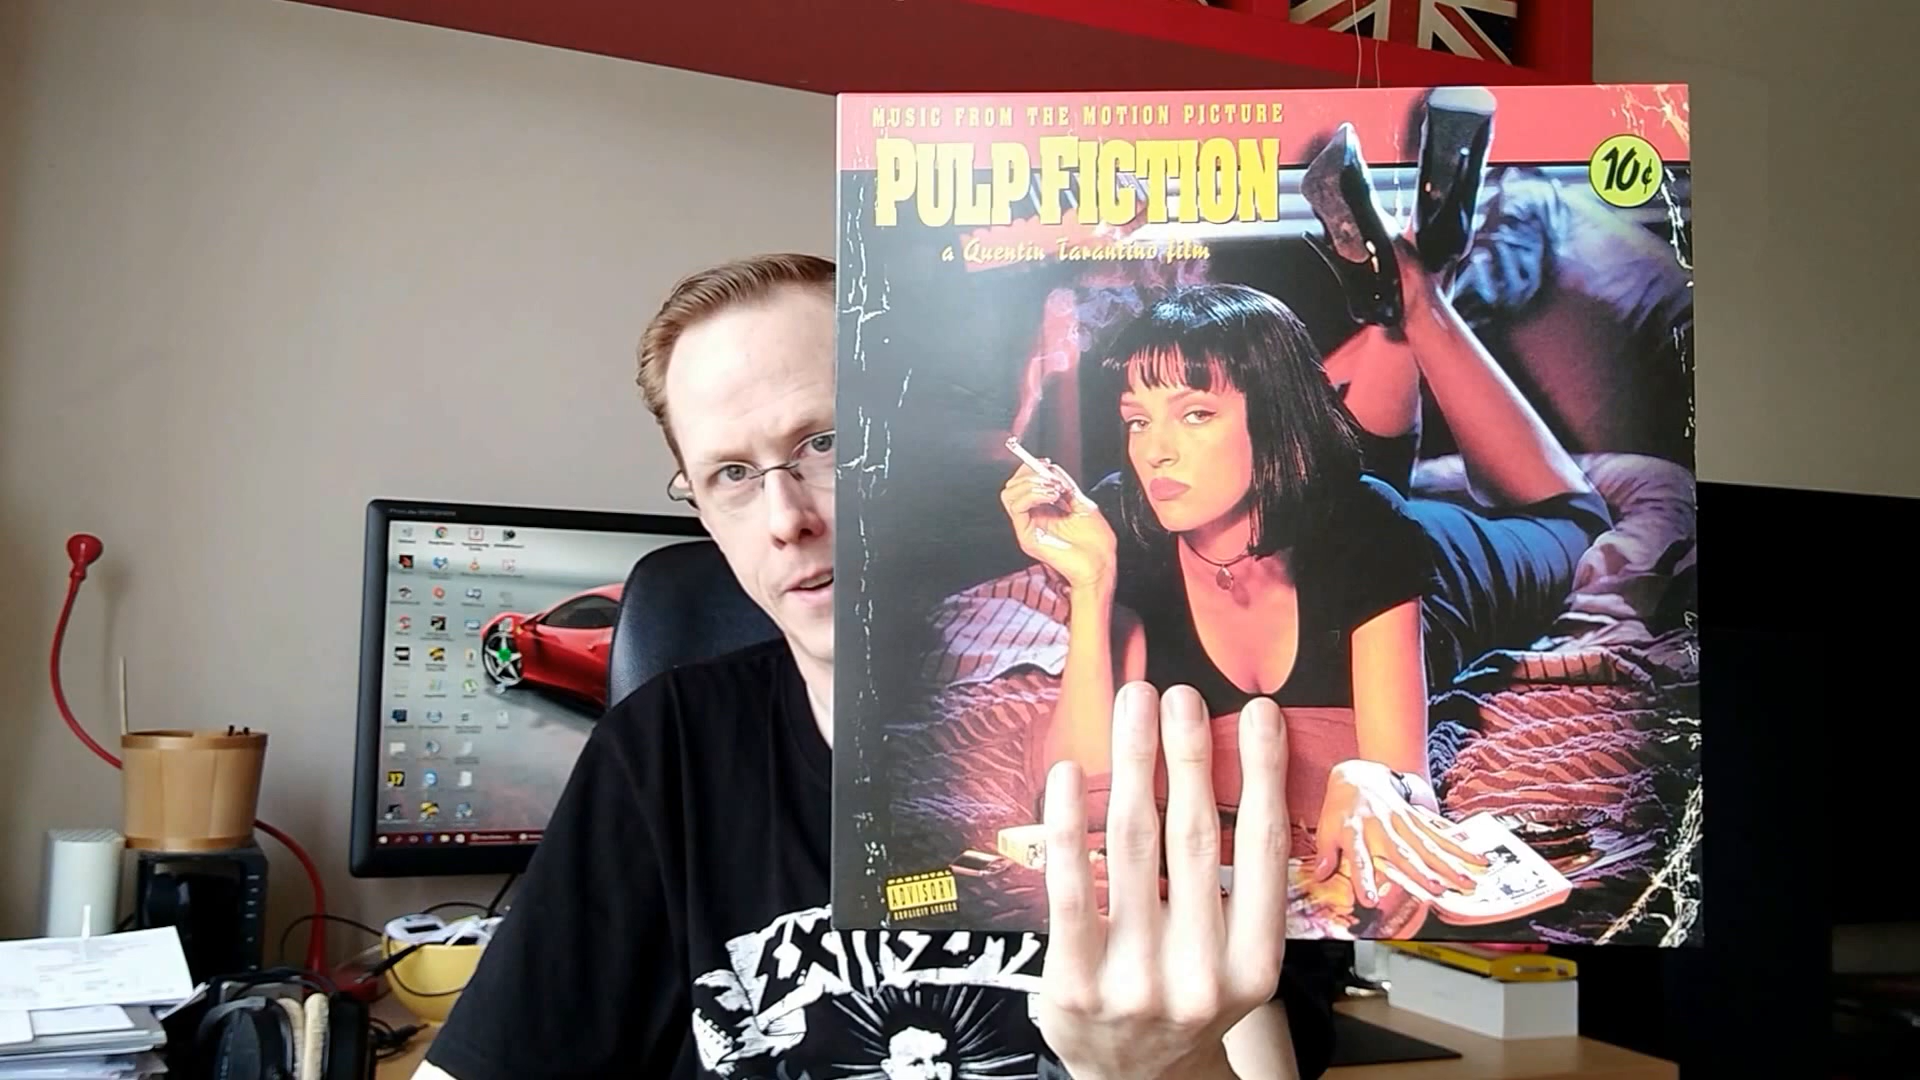 MUSIC FROM THE MOTION PICTURE
PULP FICTION
a Quentin Tarantino film
10¢
PARENTAL
ADVISORY
EXPLICIT LYRICS